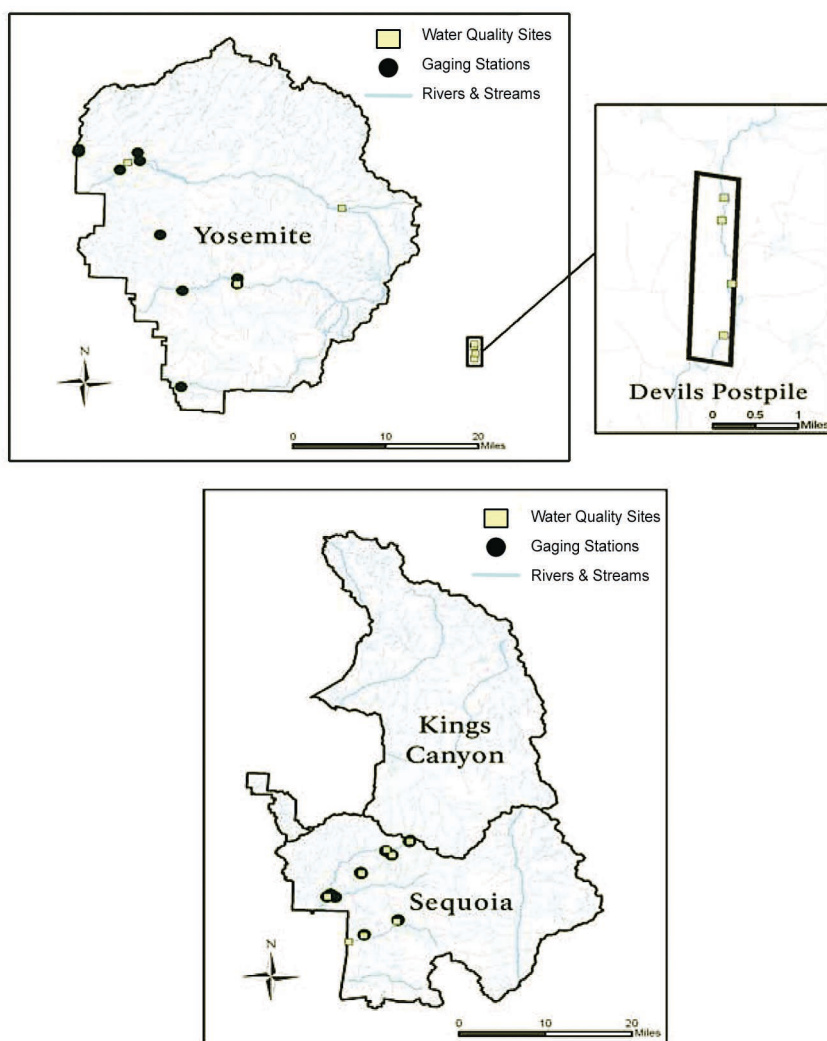 Water Quality Sites
Gaging Stations
Rivers & Streams
Yosemite
N
0 10 20
Miles
Devils Postpile
0 0.5 1
Miles
Water Quality Sites
Gaging Stations
Rivers & Streams
Kings
Canyon
Sequoia
N
0 10 20
Miles